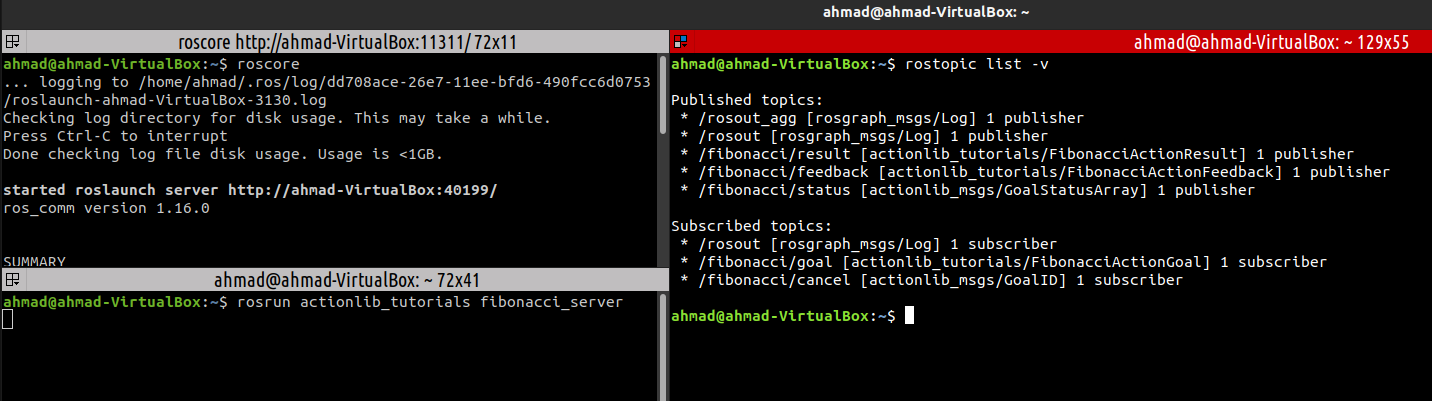 ahmad@ahmad-VirtualBox: ~
roscore http://ahmad-VirtualBox:11311/ 72x11
ahmad@ahmad-VirtualBox:~$ roscore
... logging to /home/ahmad/.ros/log/dd708ace-26e7-11ee-bfd6-490fcc6d0753
/roslaunch-ahmad-VirtualBox-3130.log
Checking log directory for disk usage. This may take a while.
Press Ctrl-C to interrupt
Done checking log file disk usage. Usage is <1GB.
started roslaunch server http://ahmad-VirtualBox:40199/
ros_comm version 1.16.0
SUMMARY
ahmad@ahmad-VirtualBox: ~ 72x41
ahmad@ahmad-VirtualBox:~$ rosrun actionlib_tutorials fibonacci_server
ahmad@ahmad-VirtualBox: ~ 129x55
ahmad@ahmad-VirtualBox:~$ rostopic list -v
Published topics:
* /rosout_agg [rosgraph_msgs/Log] 1 publisher
* /rosout [rosgraph_msgs/Log] 1 publisher
* /fibonacci/result [actionlib_tutorials/FibonacciActionResult] 1 publisher
* /fibonacci/feedback [actionlib_tutorials/FibonacciActionFeedback] 1 publisher
* /fibonacci/status [actionlib_msgs/GoalStatusArray] 1 publisher
Subscribed topics:
* /rosout [rosgraph_msgs/Log] 1 subscriber
* /fibonacci/goal [actionlib_tutorials/FibonacciActionGoal] 1 subscriber
* /fibonacci/cancel [actionlib_msgs/GoalID] 1 subscriber
ahmad@ahmad-VirtualBox:~$